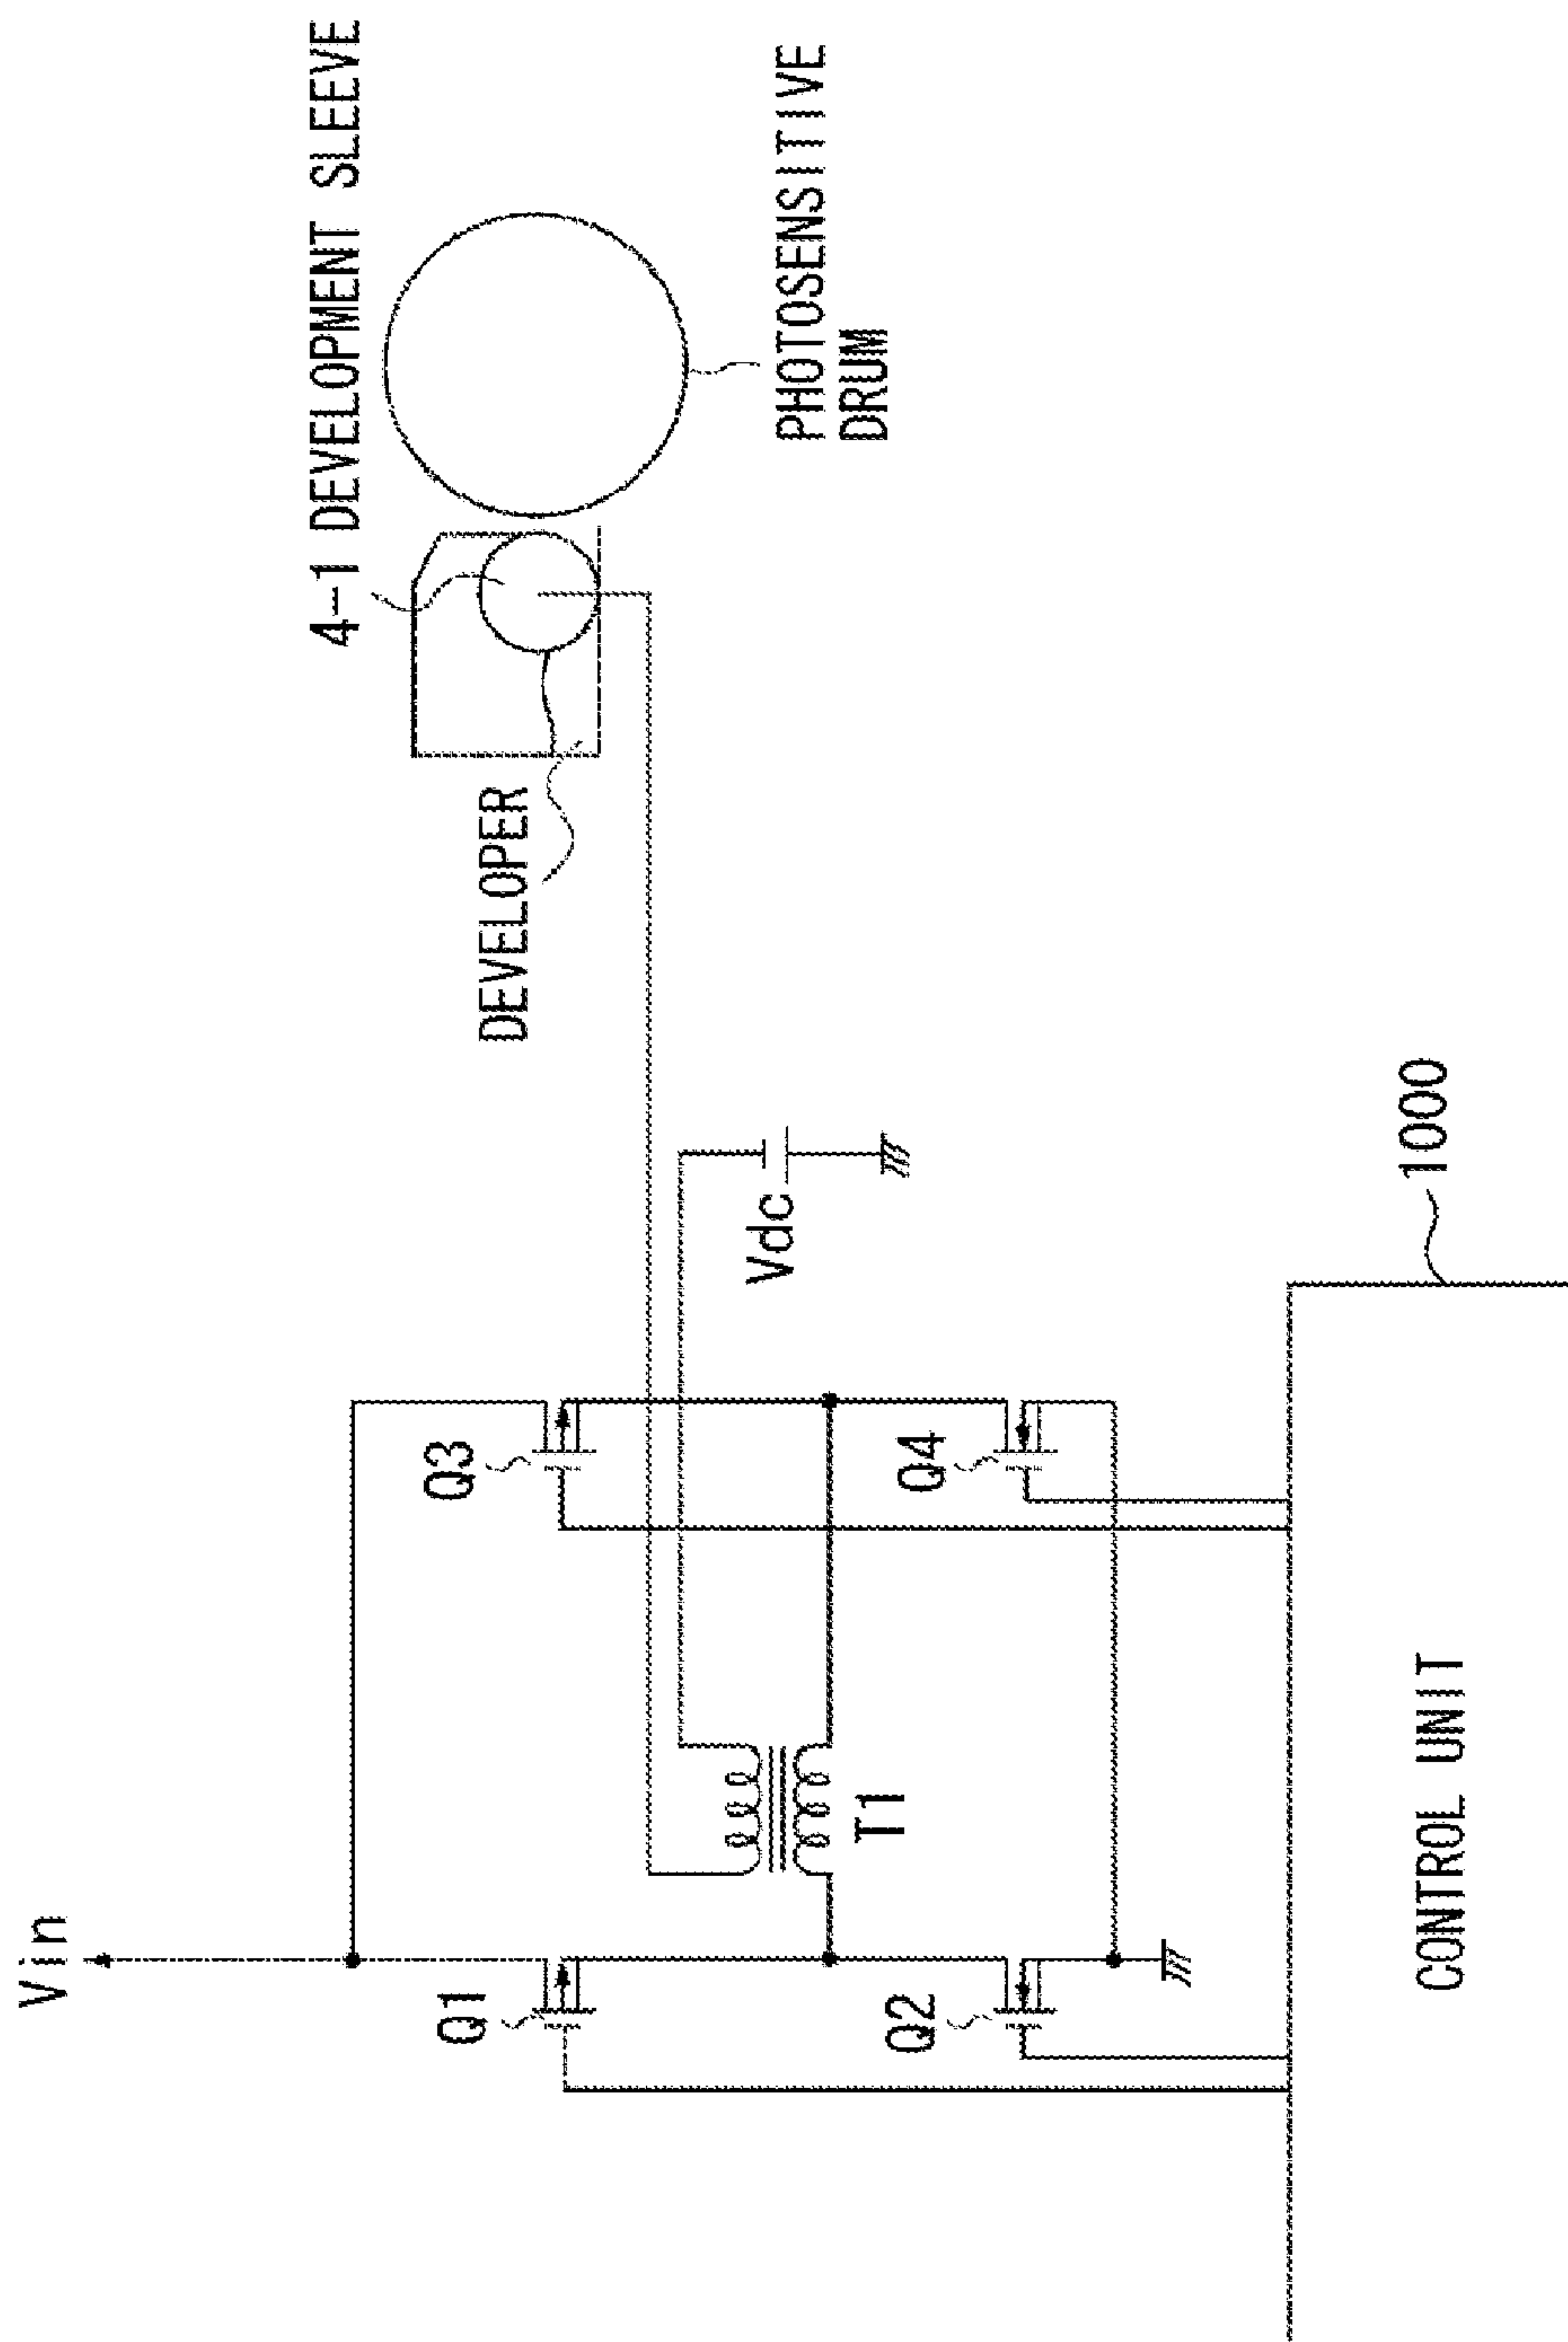 Vin
Q1
Q2
Q3
Q4
T1
Vdc
DEVELOPER
4-1 DEVELOPMENT SLEEVE
PHOTOSENSITIVE
DRUM
1000
CONTROL UNIT